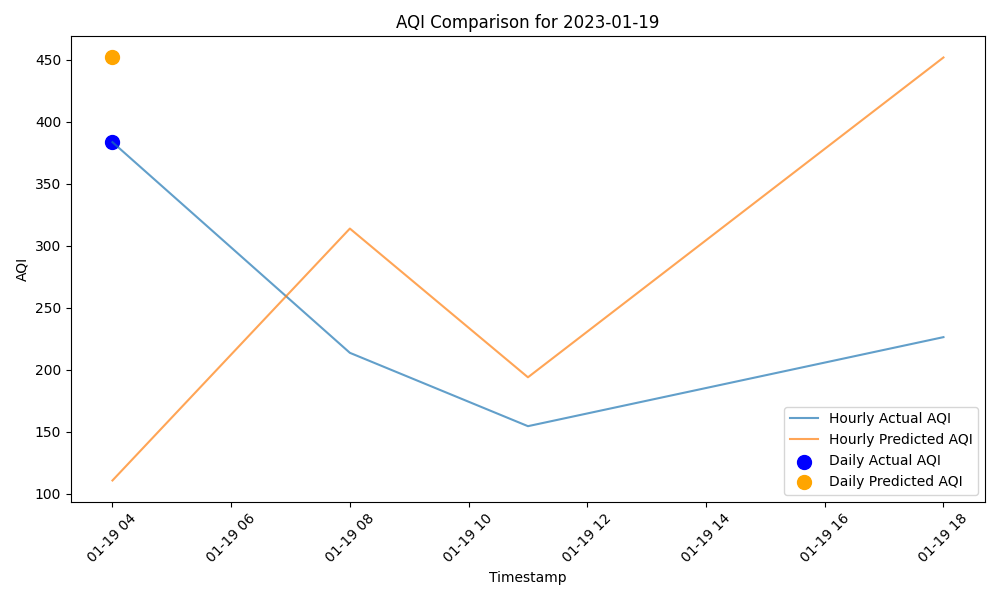 AQI Comparison for 2023-01-19
AQI
450
400
350
300
250
200
150
100
01-19 04
01-19 06
01-19 08
01-19 10
01-19 12
01-19 14
01-19 16
01-19 18
Timestamp
Hourly Actual AQI
Hourly Predicted AQI
Daily Actual AQI
Daily Predicted AQI